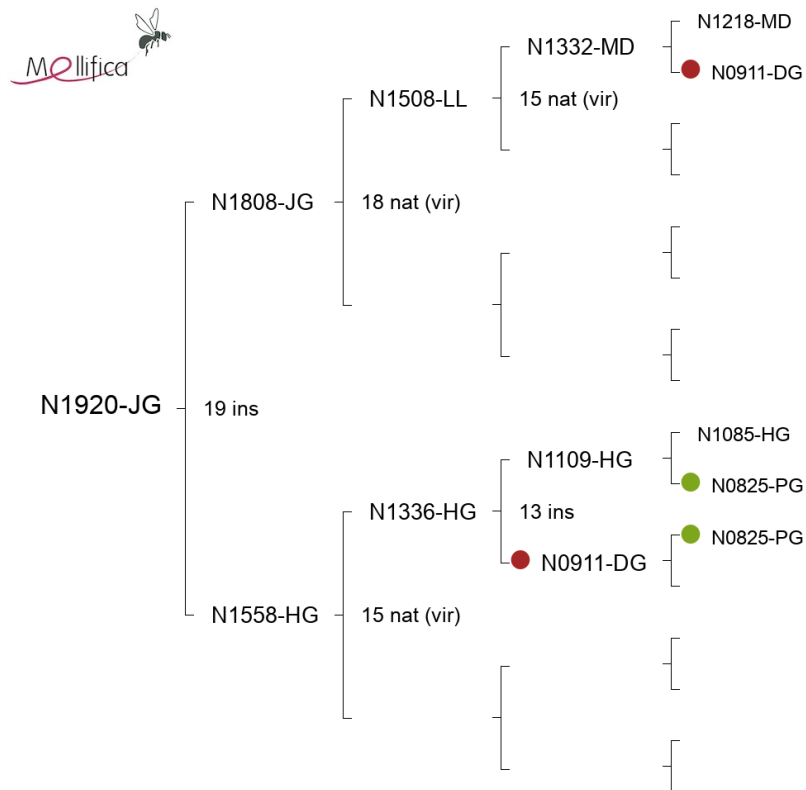 Mellifica
N1218-MD
N1332-MD
N0911-DG
N1508-LL
15 nat (vir)
N1808-JG
18 nat (vir)
N1920-JG
19 ins
N1085-HG
N1109-HG
N0825-PG
N1336-HG
13 ins
N0825-PG
N0911-DG
N1558-HG
15 nat (vir)